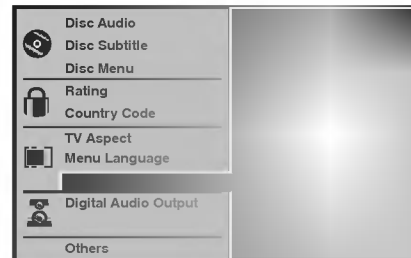 Disc Audio
Disc Subtitle
Disc Menu
Rating
Country Code
TV Aspect
Menu Language
Digital Audio Output
Others